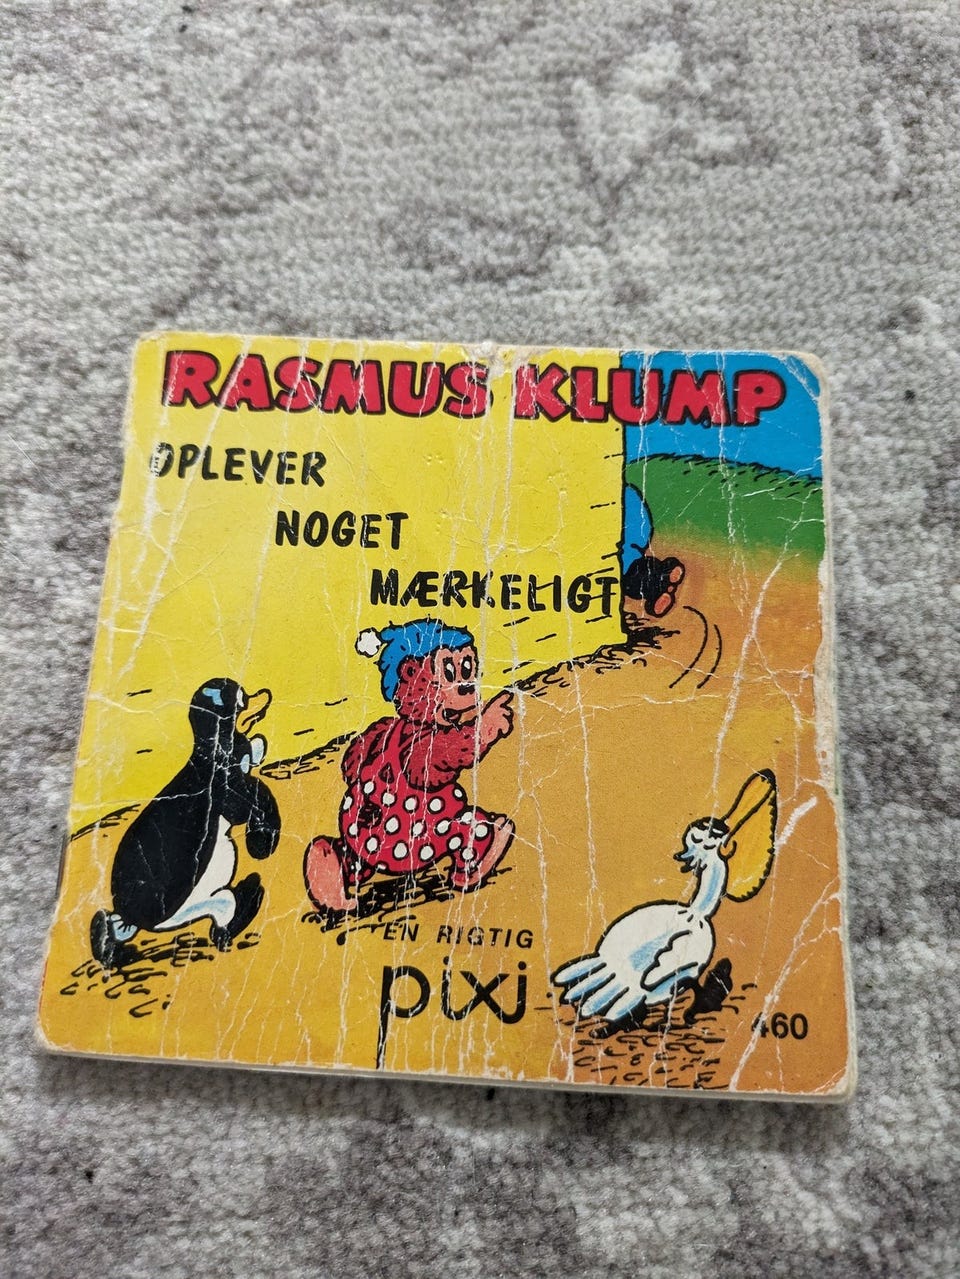 RASMUS KLUMP
OPLEVER
NOGET
MÆRKELIGT
EN RIGTIG
pixi
460